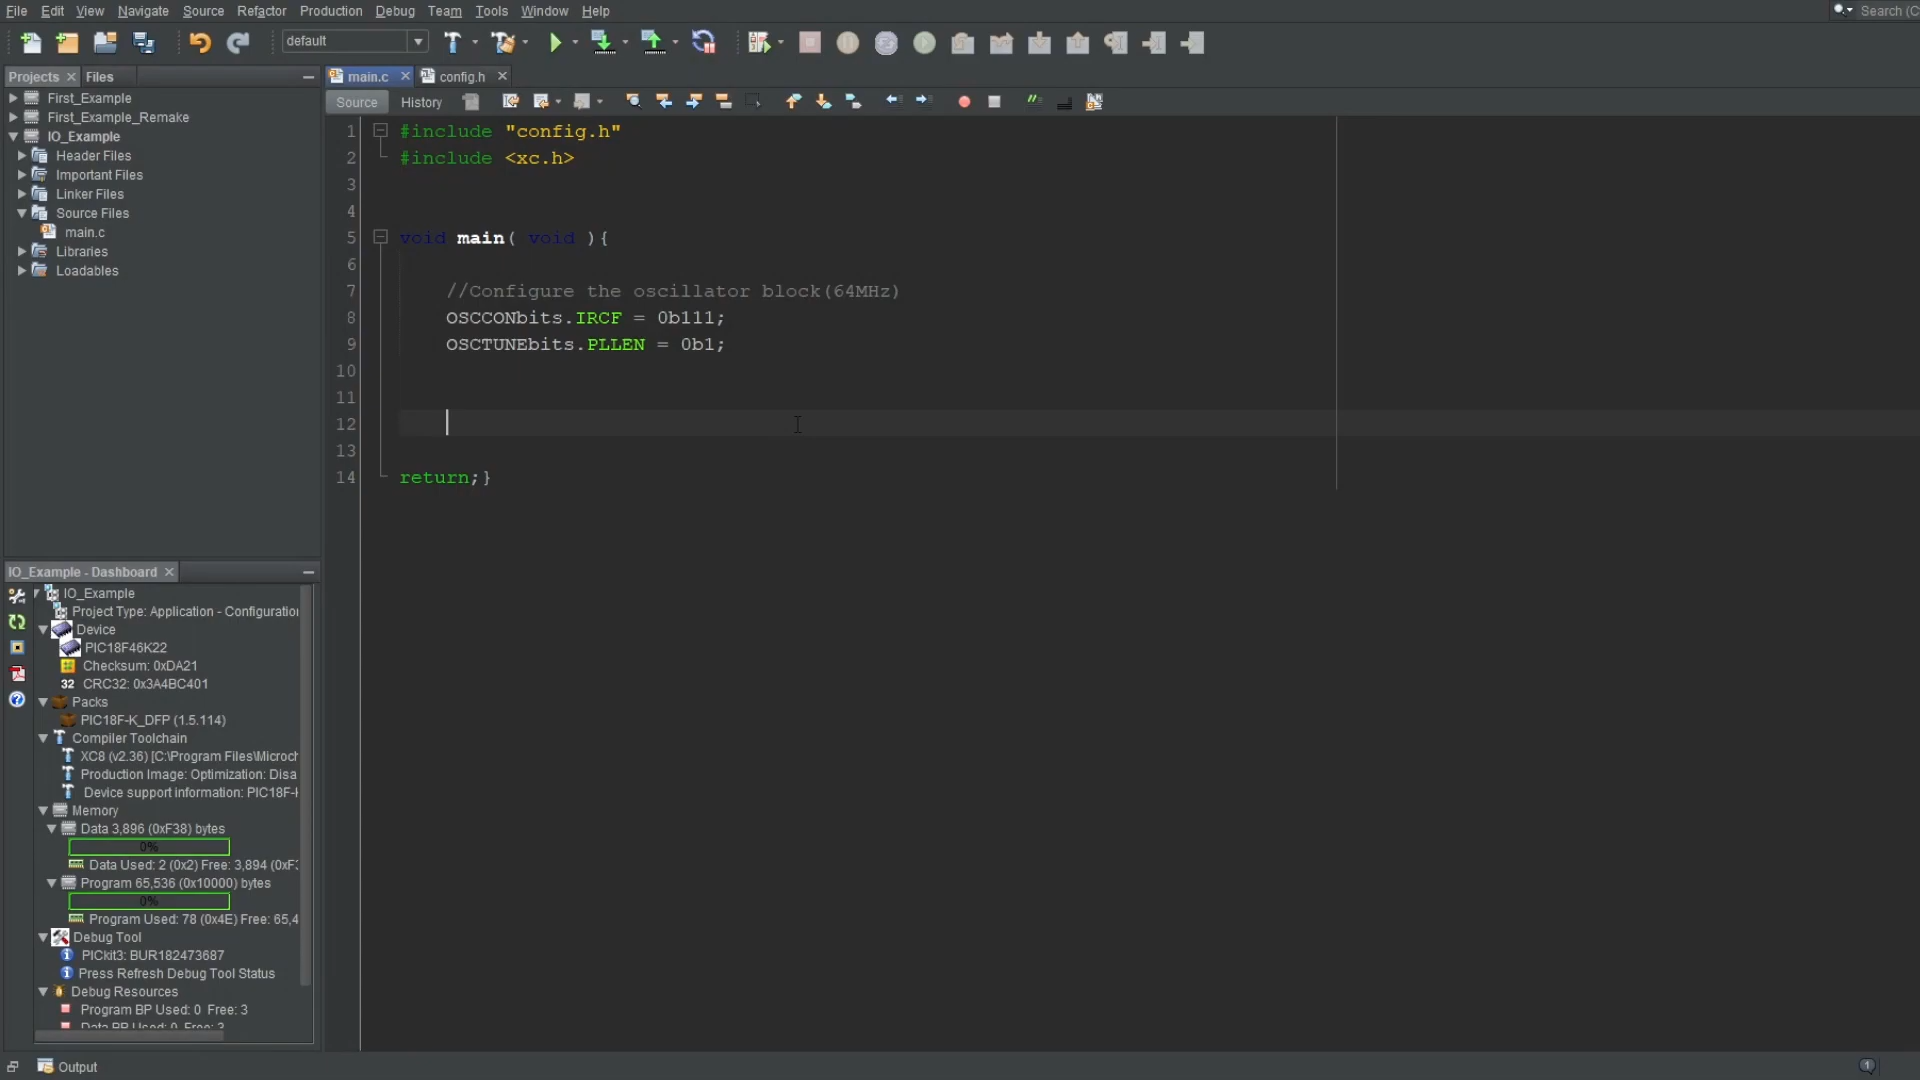 File Edit View Navigate Source Refactor Production Debug Team Tools Window Help Search (C
default
Projects Files
First_Example
First_Example_Remake
IO_Example
Header Files
Important Files
Linker Files
Source Files
main.c
Libraries
Loadables
main.c config.h
Source History
1 #include "config.h"
2 #include <xc.h>
3
4
5 void main( void ){
6
7 //Configure the oscillator block(64MHz)
8 OSCCONbits.IRCF = 0b111;
9 OSCTUNEbits.PLLEN = 0b1;
10
11
12
13
14 return;}
IO_Example - Dashboard
IO_Example
Project Type: Application - Configuration
Device
PIC18F46K22
Checksum: 0xDA21
32 CRC32: 0x3A4BC401
Packs
PIC18F-K_DFP (1.5.114)
Compiler Toolchain
XC8 (v2.36) [C:\Program Files\Microch
Production Image: Optimization: Disa
Device support information: PIC18F-K
Memory
Data 3,896 (0xF38) bytes
0%
Data Used: 2 (0x2) Free: 3,894 (0xF3
Program 65,536 (0x10000) bytes
0%
Program Used: 78 (0x4E) Free: 65,4
Debug Tool
PICkit3: BUR182473687
Press Refresh Debug Tool Status
Debug Resources
Program BP Used: 0 Free: 3
Data BP Used: 0 Free: 3
Output
1